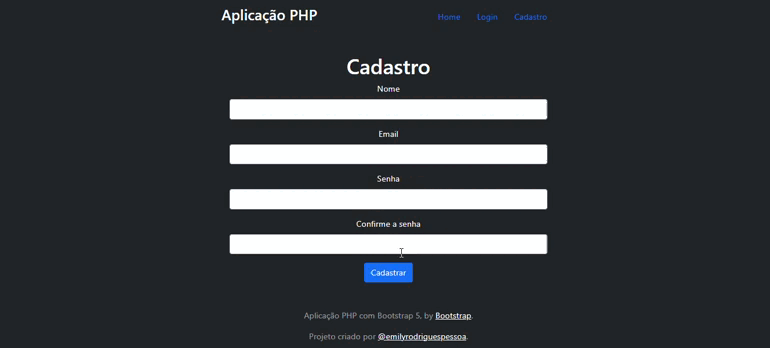 Aplicação PHP
Home Login Cadastro
Cadastro
Nome
Email
Senha
Confirme a senha
Cadastrar
Aplicação PHP com Bootstrap 5, by Bootstrap.
Projeto criado por @emilyrodriguespessoa.